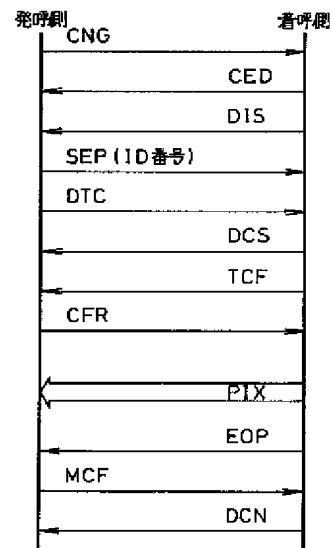 発呼側
着呼側
CNG
CED
DIS
SEP(ID番号)
DTC
DCS
TCF
CFR
PIX
EOP
MCF
DCN